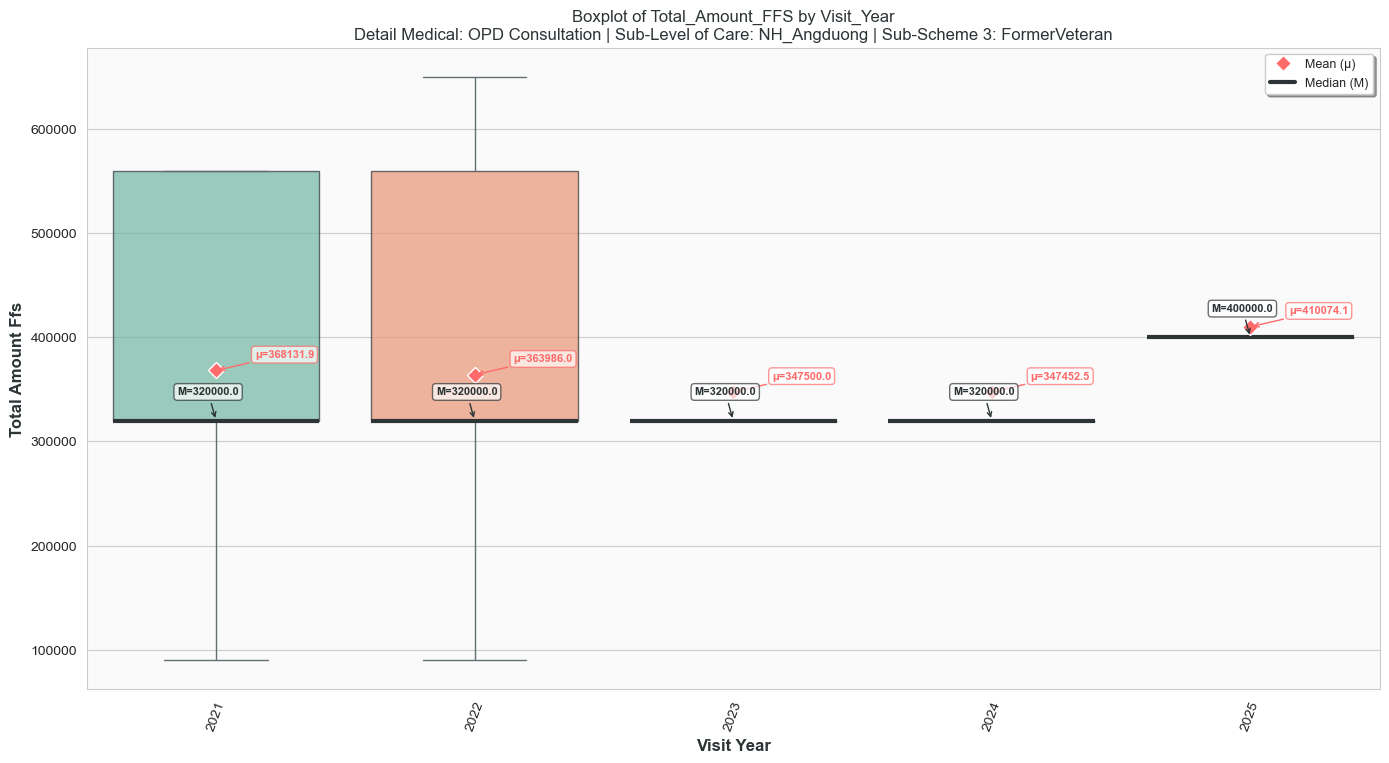 Boxplot of Total_Amount_FFS by Visit_Year
Detail Medical: OPD Consultation | Sub-Level of Care: NH_Angduong | Sub-Scheme 3: FormerVeteran
Mean (μ)
Median (M)
Total Amount Ffs
600000
500000
400000
300000
200000
100000
μ=368131.9
M=320000.0
μ=363986.0
M=320000.0
μ=347500.0
M=320000.0
μ=347452.5
M=320000.0
M=400000.0
μ=410074.1
2021
2022
2023
2024
2025
Visit Year